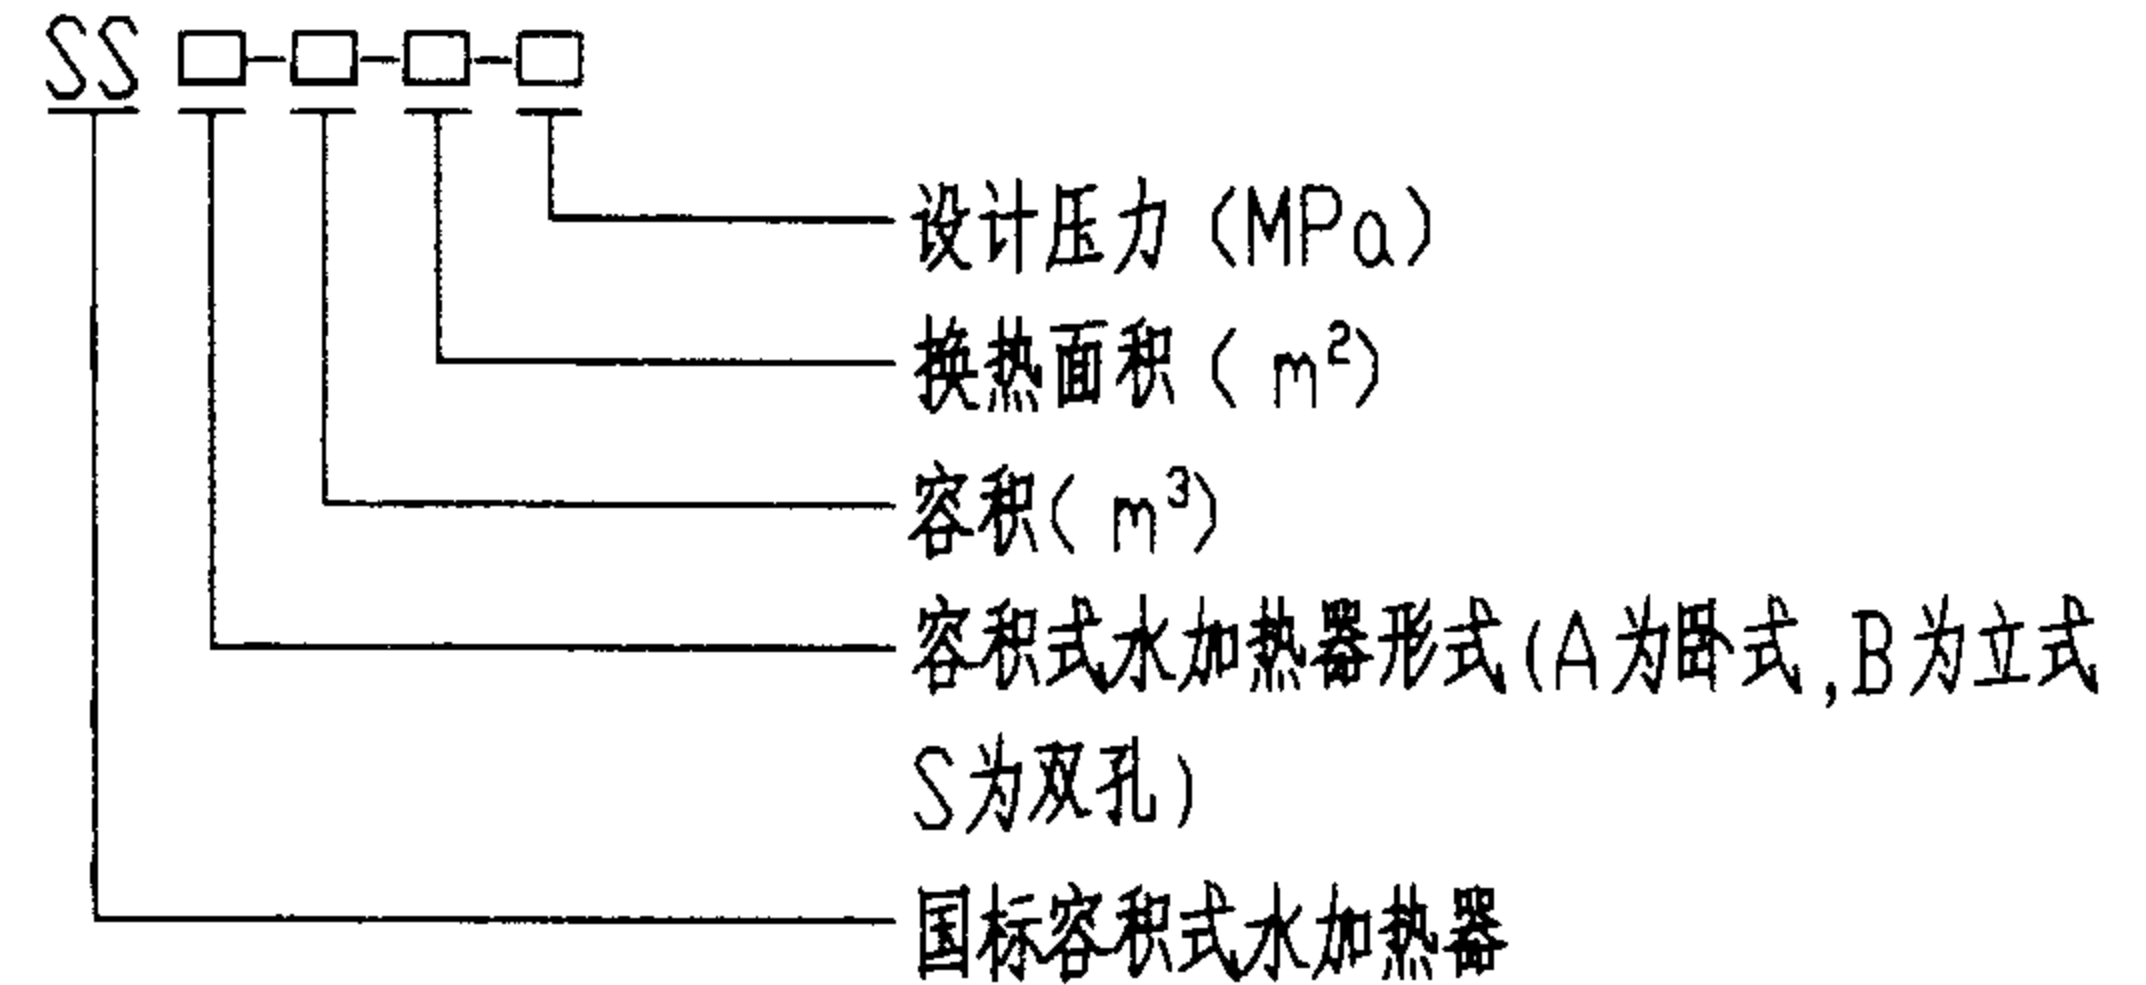 SS□-□-□-□
设计压力(MPa)
换热面积( m²)
容积( m³)
容积式水加热器形式(A为卧式,B为立式
S为双孔)
国标容积式水加热器